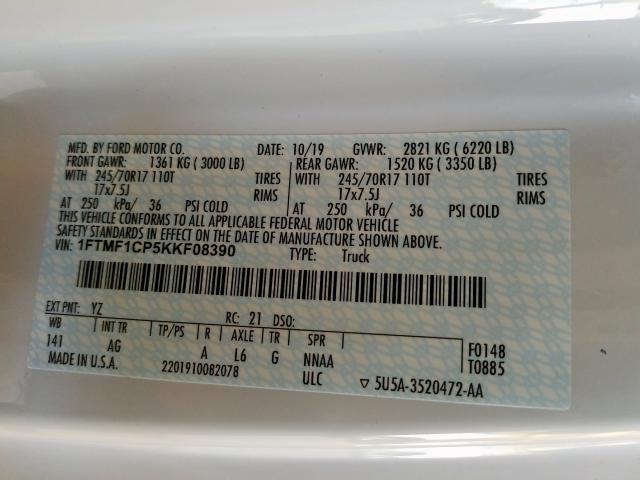 MFD. BY FORD MOTOR CO. DATE: 10/19 GVWR: 2821 KG ( 6220 LB)
FRONT GAWR: 1361 KG ( 3000 LB) REAR GAWR: 1520 KG ( 3350 LB)
WITH 245/70R17 110T TIRES WITH 245/70R17 110T TIRES
17x7.5J RIMS 17x7.5J RIMS
AT 250 kPa/ 36 PSI COLD AT 250 kPa/ 36 PSI COLD
THIS VEHICLE CONFORMS TO ALL APPLICABLE FEDERAL MOTOR VEHICLE
SAFETY STANDARDS IN EFFECT ON THE DATE OF MANUFACTURE SHOWN ABOVE.
VIN: 1FTMF1CP5KKF08390 TYPE: Truck
EXT PNT: YZ RC: 21 DSO:
WB INT TR TP/PS R AXLE TR SPR F0148
141 AG A L6 G NNAA T0885
MADE IN U.S.A. 2201910082078 ULC ▽ 5U5A-3520472-AA